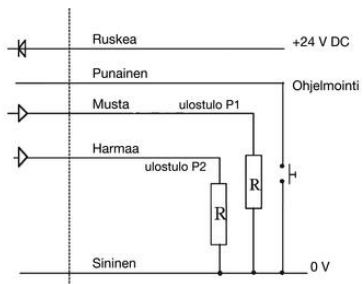 Ruskea
+24 V DC
Punainen
Ohjelmointi
Musta ulostulo P1
Harmaa
ulostulo P2
R
R
Sininen
0 V